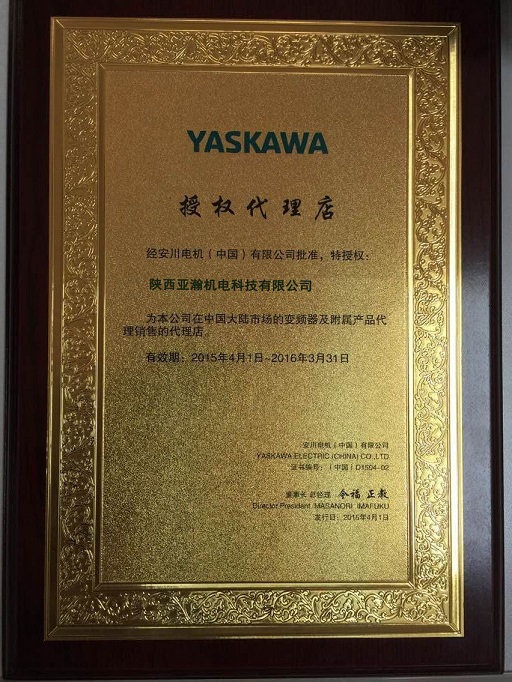 YASKAWA
授权代理店
经安川电机（中国）有限公司批准，特授权：
陕西亚瀚机电科技有限公司
为本公司在中国大陆市场的变频器及附属产品代
理销售的代理店。
有效期：2015年4月1日~2016年3月31日
安川电机（中国）有限公司
YASKAWA ELECTRIC (CHINA) CO.,LTD.
证书编号：（中国）D1504-02
董事长 总经理 今福 正教
Director President MASANORI IMAFUKU
发行日：2015年4月1日